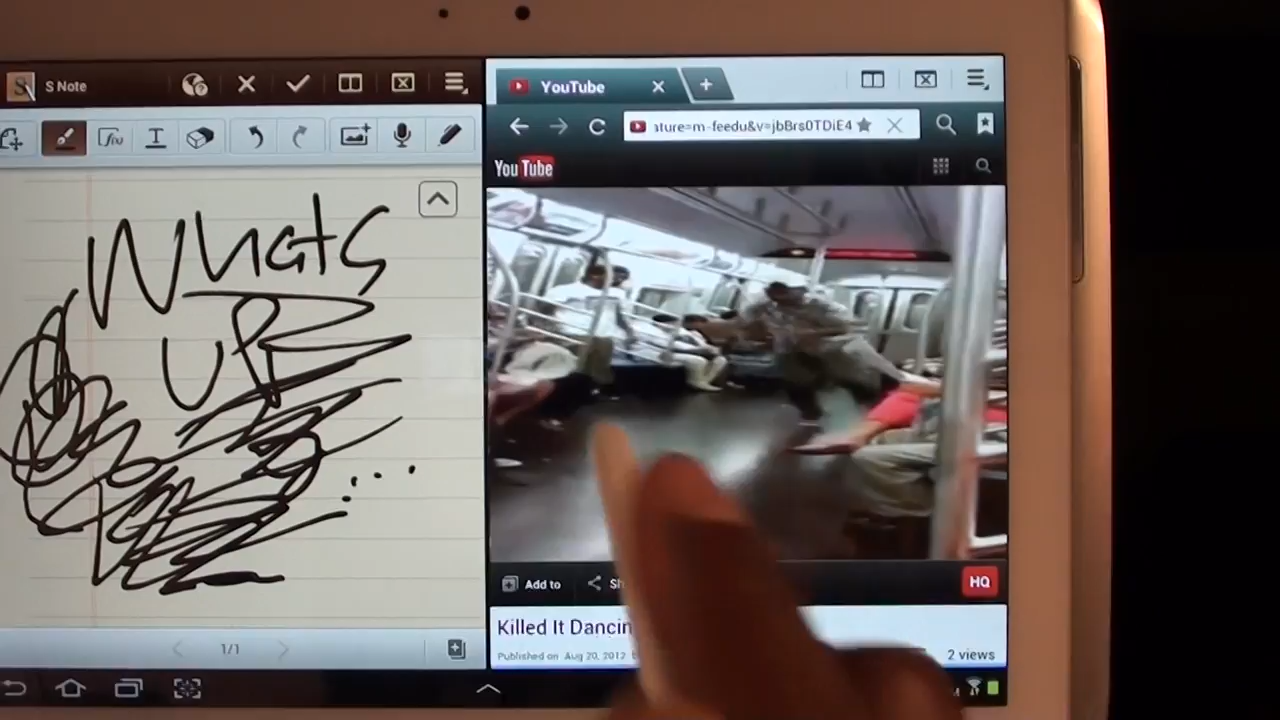 S Note
YouTube
ature=m-feedu&v=jbBrs0TDiE4
YouTube
Whats
UP
Add to
HQ
Killed It
Published on Aug 20, 2012
2 views
1/1